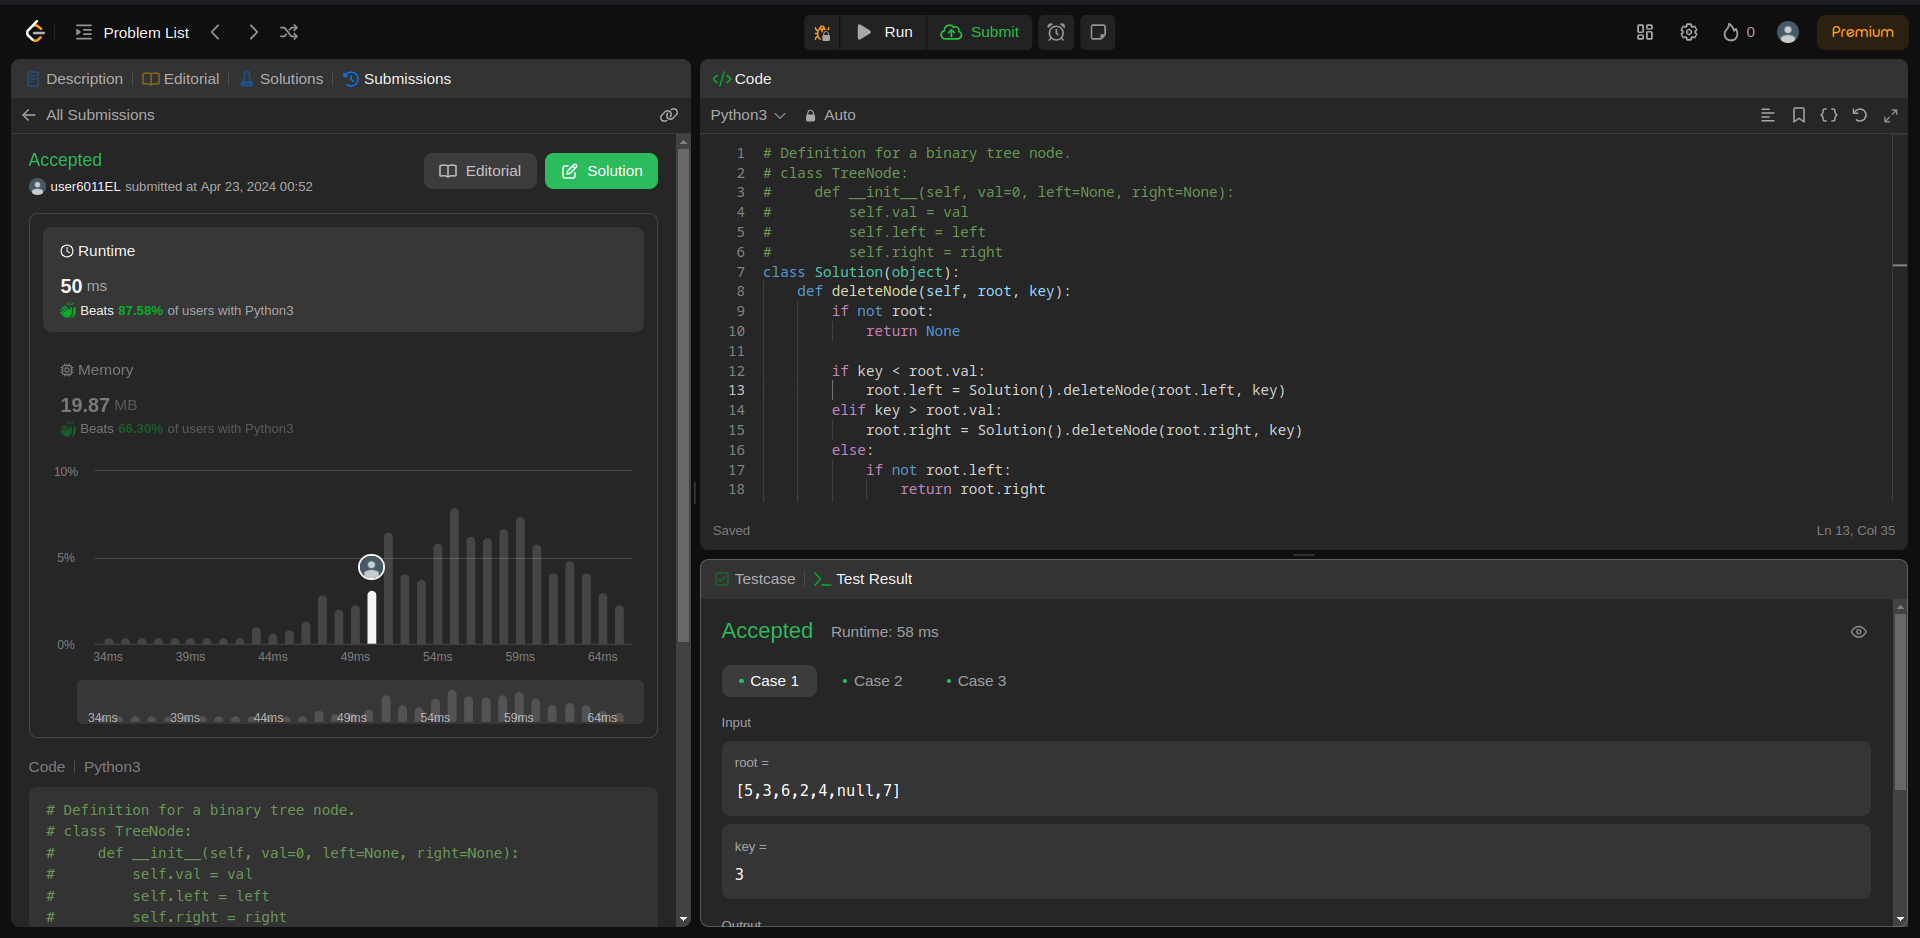 Problem List
Run
Submit
0
Premium
Description
Editorial
Solutions
Submissions
All Submissions
Accepted
user6011EL submitted at Apr 23, 2024 00:52
Editorial
Solution
Runtime
50 ms
Beats 87.58% of users with Python3
Memory
19.87 MB
Beats 66.30% of users with Python3
10%
5%
0%
34ms 39ms 44ms 49ms 54ms 59ms 64ms
34ms 39ms 44ms 49ms 54ms 59ms 64ms
Code
Python3
# Definition for a binary tree node.
# class TreeNode:
#     def __init__(self, val=0, left=None, right=None):
#         self.val = val
#         self.left = left
#         self.right = right
</> Code
Python3
Auto
1 # Definition for a binary tree node.
2 # class TreeNode:
3 #     def __init__(self, val=0, left=None, right=None):
4 #         self.val = val
5 #         self.left = left
6 #         self.right = right
7 class Solution(object):
8     def deleteNode(self, root, key):
9         if not root:
10             return None
11
12         if key < root.val:
13             root.left = Solution().deleteNode(root.left, key)
14         elif key > root.val:
15             root.right = Solution().deleteNode(root.right, key)
16         else:
17             if not root.left:
18                 return root.right
Saved
Ln 13, Col 35
Testcase
Test Result
Accepted
Runtime: 58 ms
Case 1
Case 2
Case 3
Input
root =
[5,3,6,2,4,null,7]
key =
3
Output